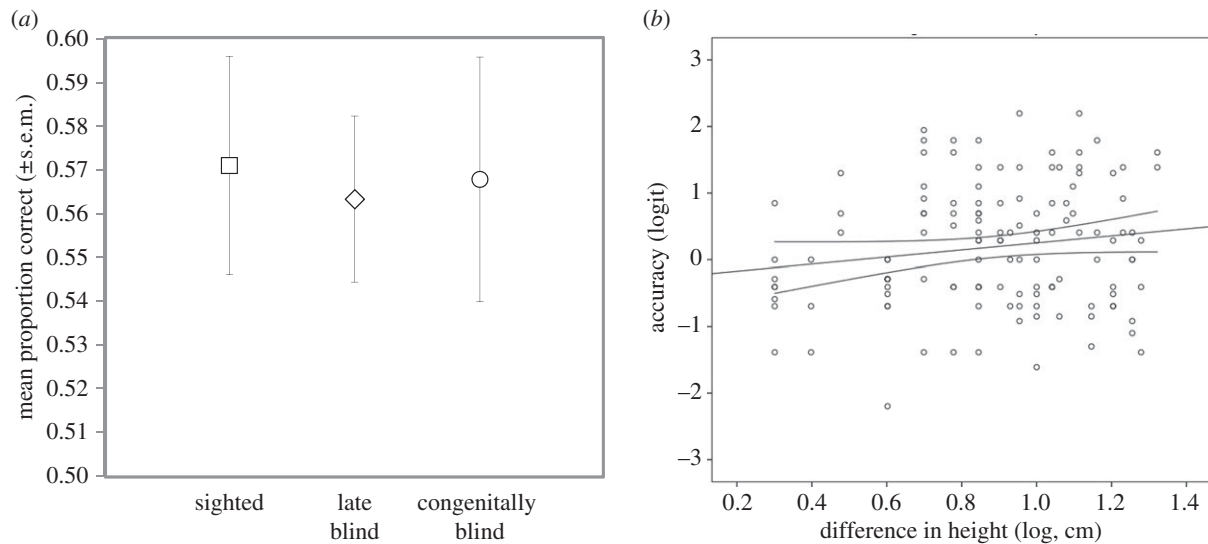 (a)
mean proportion correct (±s.e.m.)
0.60
0.59
0.58
0.57
0.56
0.55
0.54
0.53
0.52
0.51
0.50
sighted
late
blind
congenitally
blind
(b)
accuracy (logit)
3
2
1
0
−1
−2
−3
0.2 0.4 0.6 0.8 1.0 1.2 1.4
difference in height (log, cm)